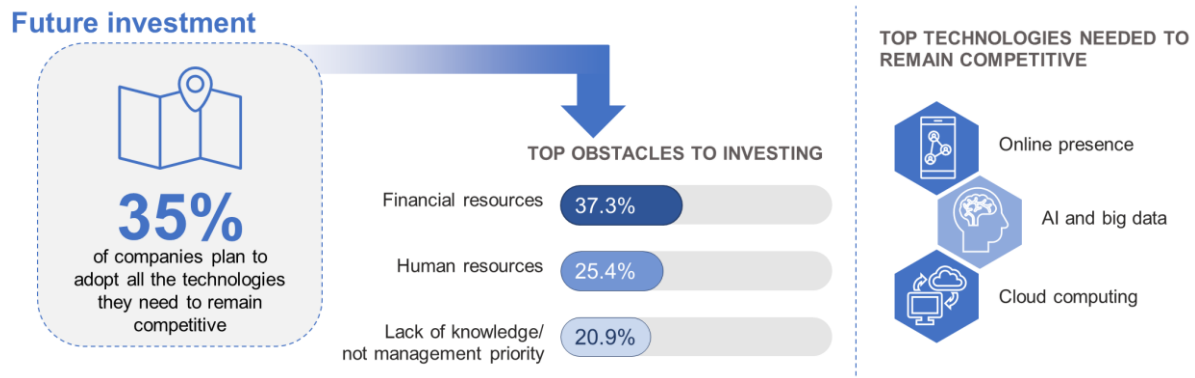 Future investment
35%
of companies plan to
adopt all the technologies
they need to remain
competitive
TOP OBSTACLES TO INVESTING
Financial resources
37.3%
Human resources
25.4%
Lack of knowledge/
not management priority
20.9%
TOP TECHNOLOGIES NEEDED TO
REMAIN COMPETITIVE
Online presence
AI and big data
Cloud computing